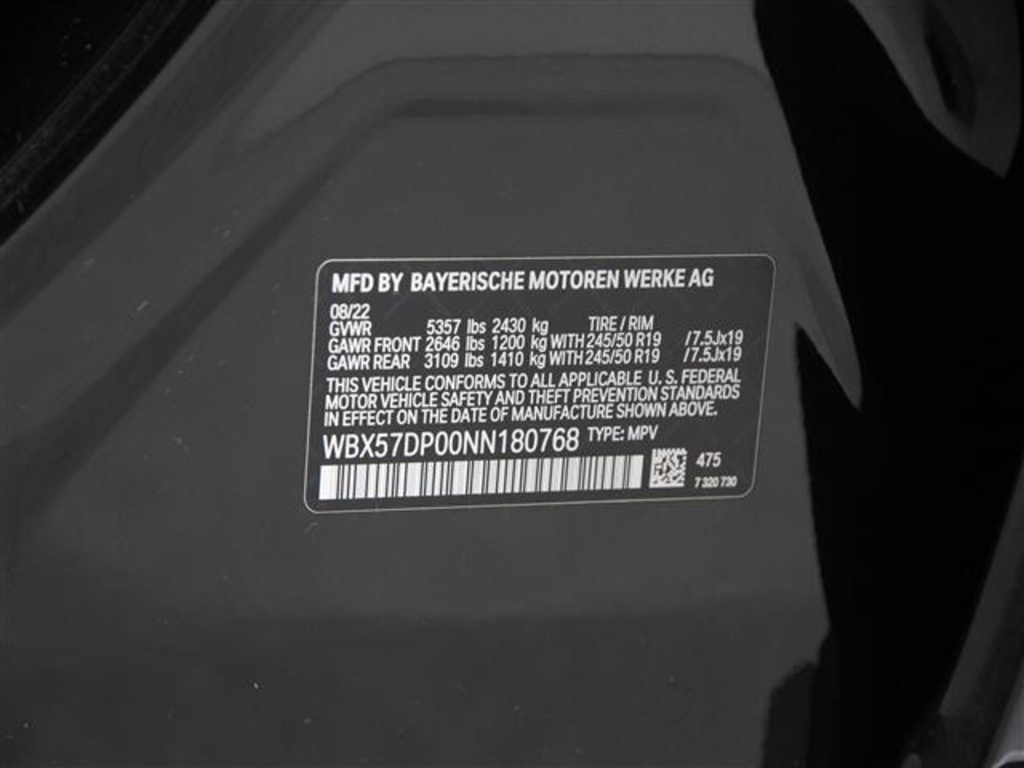 MFD BY BAYERISCHE MOTOREN WERKE AG
08/22
GVWR 5357 lbs 2430 kg TIRE / RIM
GAWR FRONT 2646 lbs 1200 kg WITH 245/50 R19 /7.5Jx19
GAWR REAR 3109 lbs 1410 kg WITH 245/50 R19 /7.5Jx19
THIS VEHICLE CONFORMS TO ALL APPLICABLE U. S. FEDERAL
MOTOR VEHICLE SAFETY AND THEFT PREVENTION STANDARDS
IN EFFECT ON THE DATE OF MANUFACTURE SHOWN ABOVE.
WBX57DP00NN180768 TYPE: MPV
475
7 320 730